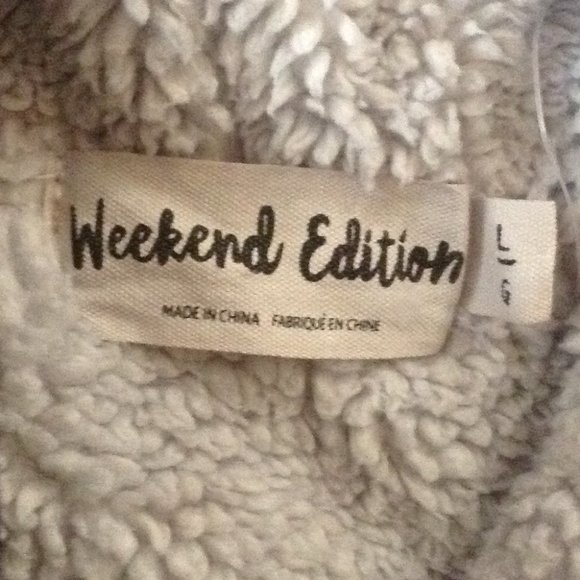 Weekend Edition
MADE IN CHINA FABRIQUÉ EN CHINE
L
G